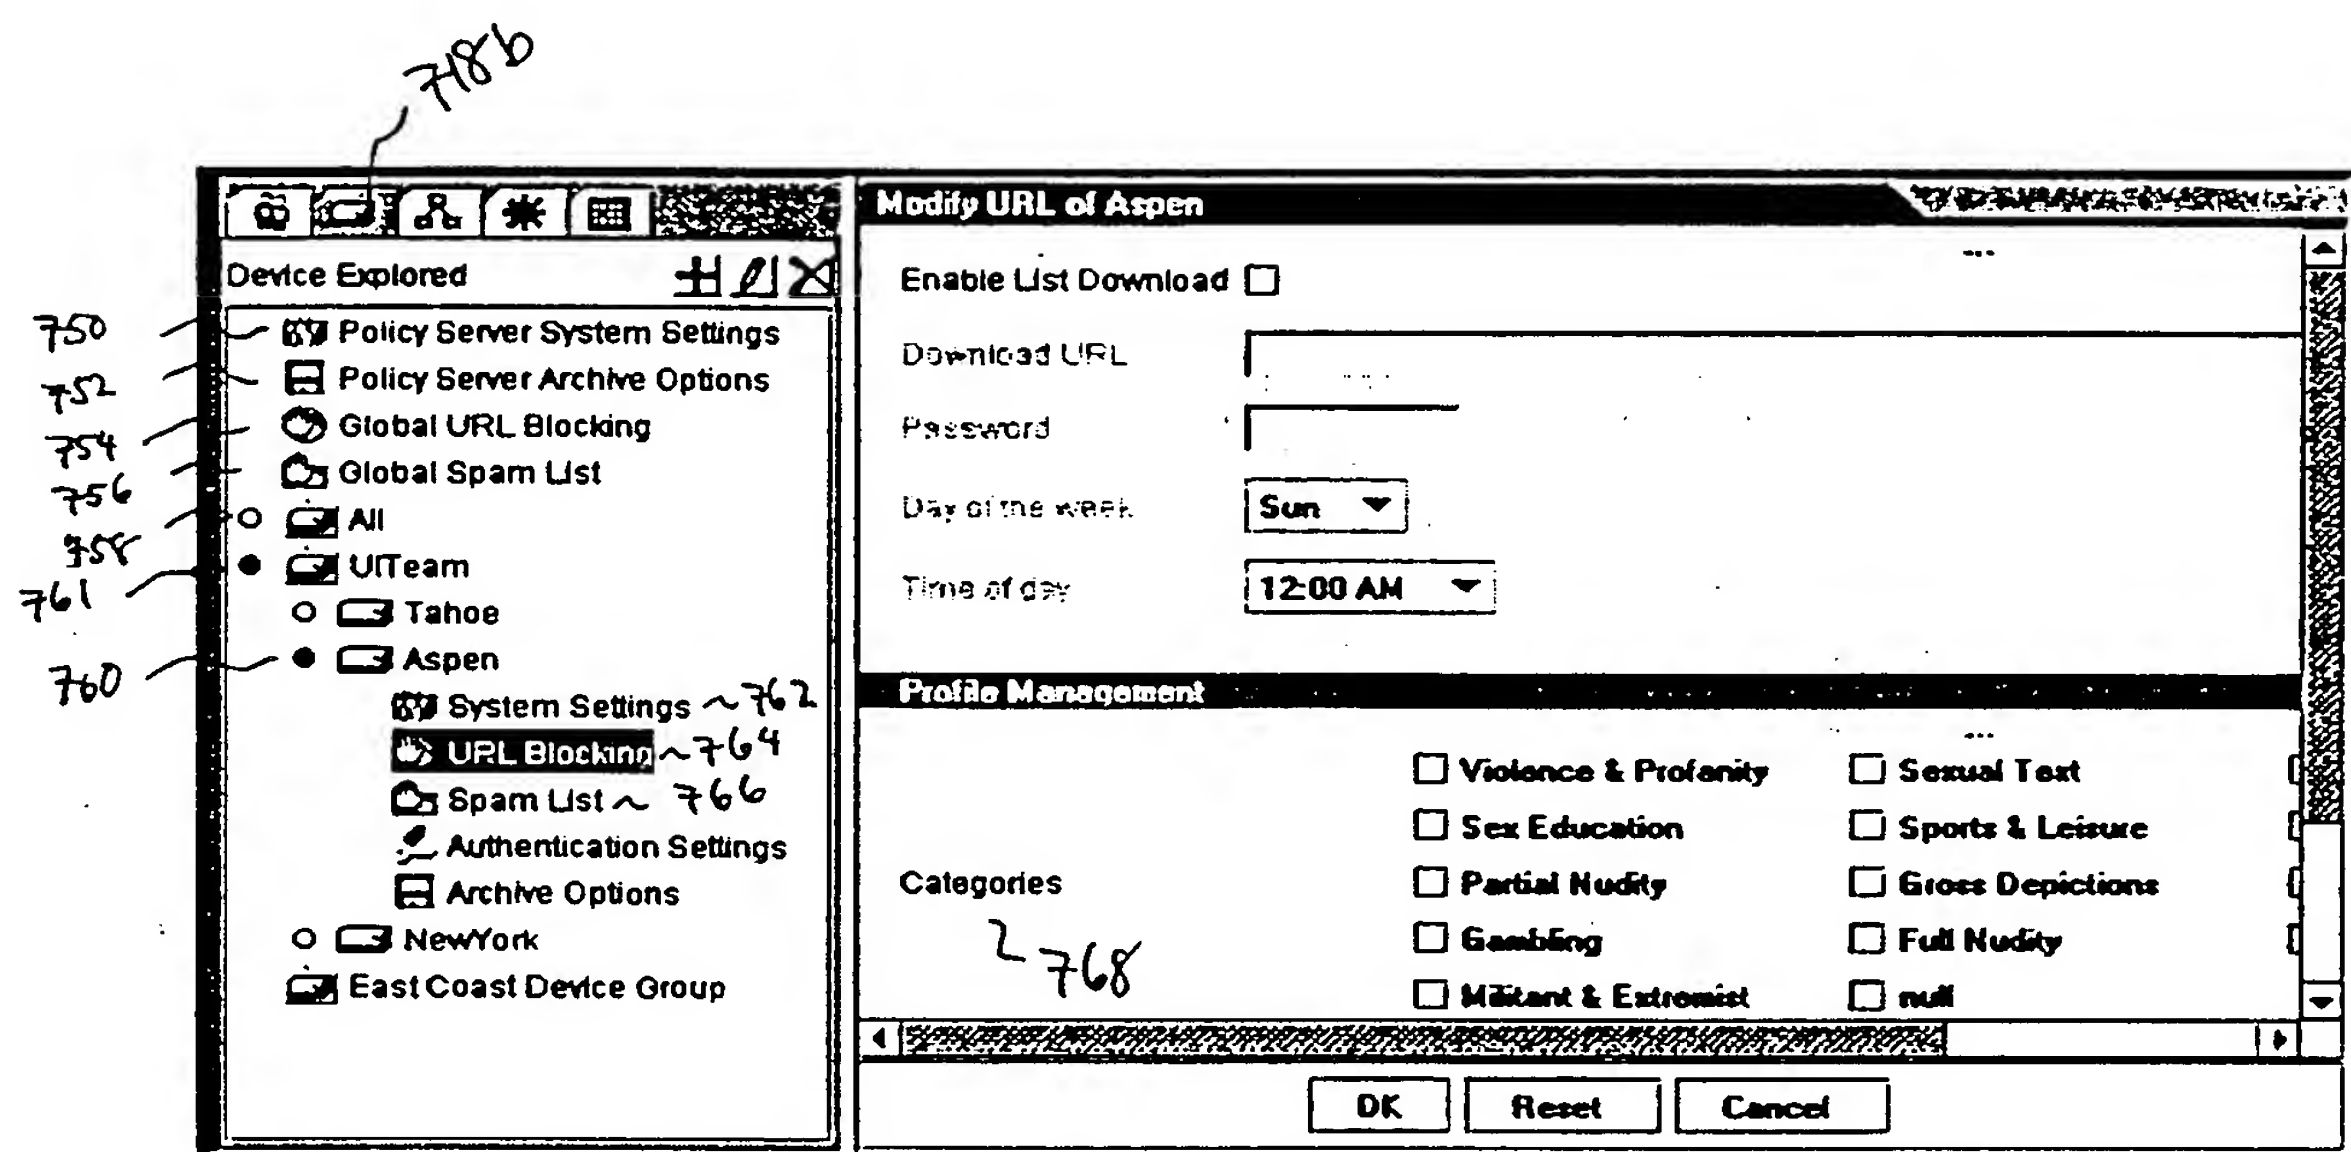 718b
Modify URL of Aspen
Device Explored
Enable List Download
750 Policy Server System Settings
Download URL
752 Policy Server Archive Options
754 Global URL Blocking
Password
756 Global Spam List
758 All
Day of the week Sun
761 UITeam
Time of day 12:00 AM
Tahoe
760 Aspen
Profile Management
System Settings ~ 762
URL Blocking ~ 764
Violence & Profanity Sexual Text
Spam List ~ 766
Sex Education Sports & Leisure
Authentication Settings
Categories Partial Nudity Gross Depictions
Archive Options
NewYork
Gambling Full Nudity
768
East Coast Device Group
Militant & Extremist null
OK Reset Cancel